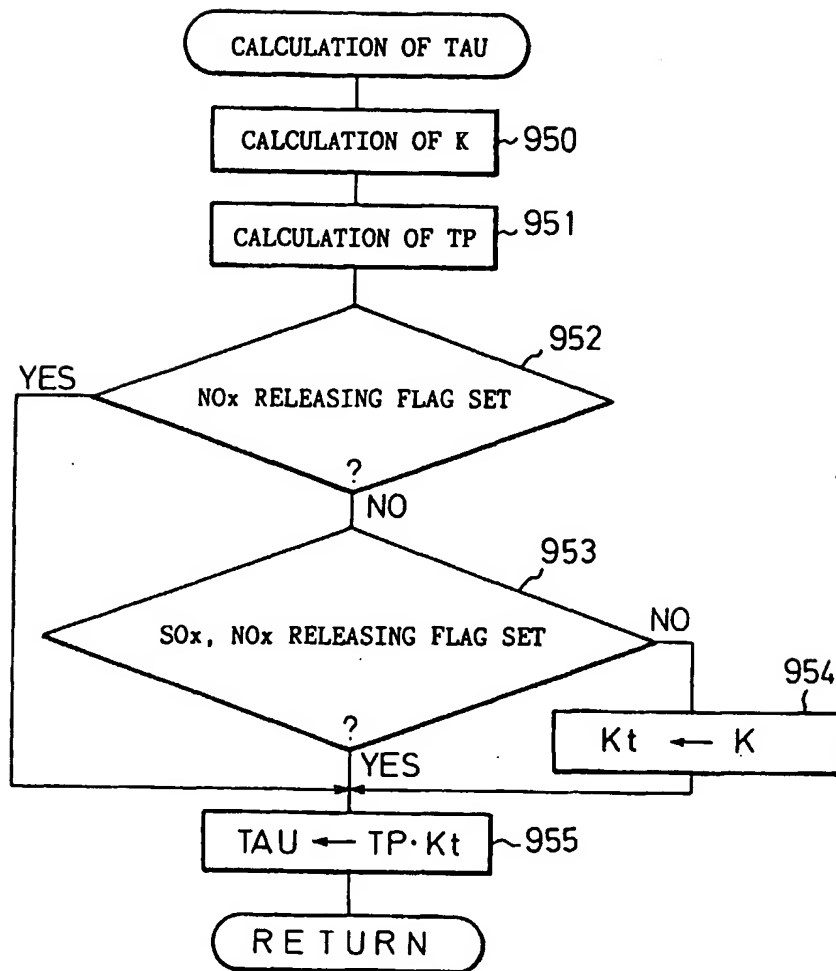 CALCULATION OF TAU
CALCULATION OF K
950
CALCULATION OF TP
951
952
YES
NOx RELEASING FLAG SET
?
NO
953
SOx, NOx RELEASING FLAG SET
NO
954
?
YES
Kt ← K
TAU ← TP·Kt
955
RETURN